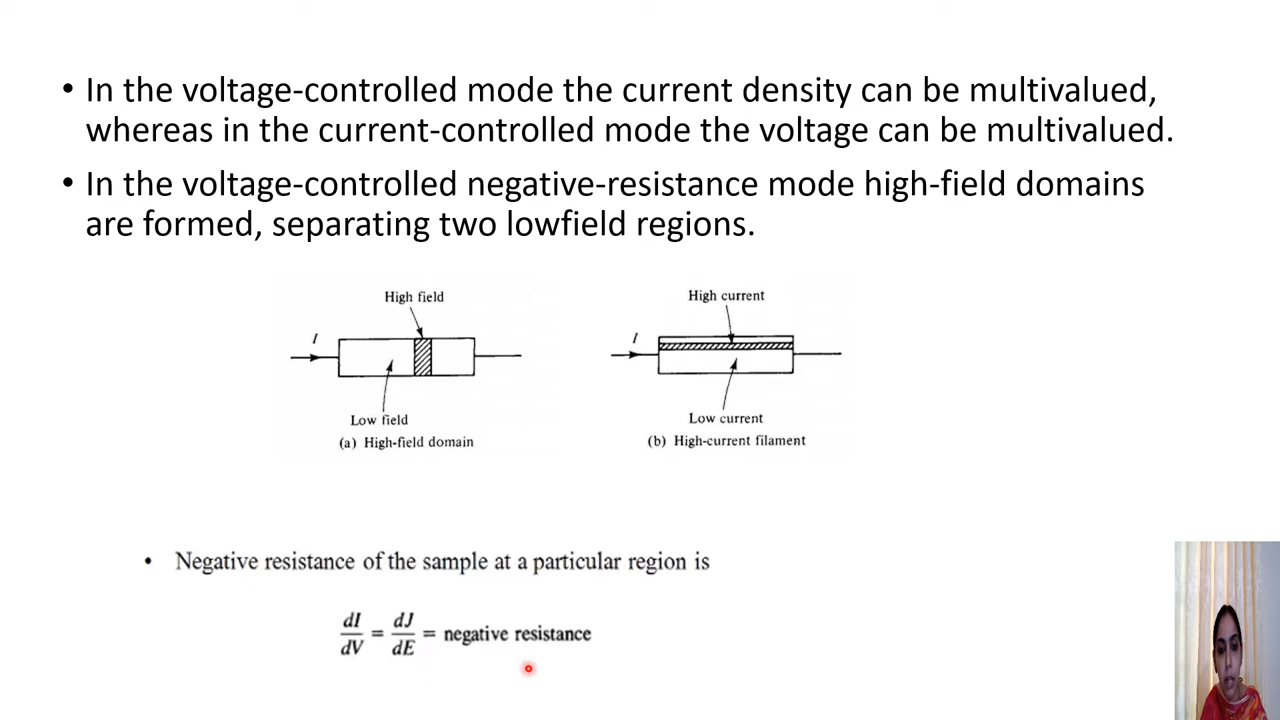 • In the voltage-controlled mode the current density can be multivalued,
whereas in the current-controlled mode the voltage can be multivalued.
• In the voltage-controlled negative-resistance mode high-field domains
are formed, separating two lowfield regions.
High field
I
Low field
(a) High-field domain
High current
I
Low current
(b) High-current filament
• Negative resistance of the sample at a particular region is
dI/dV = dJ/dE = negative resistance